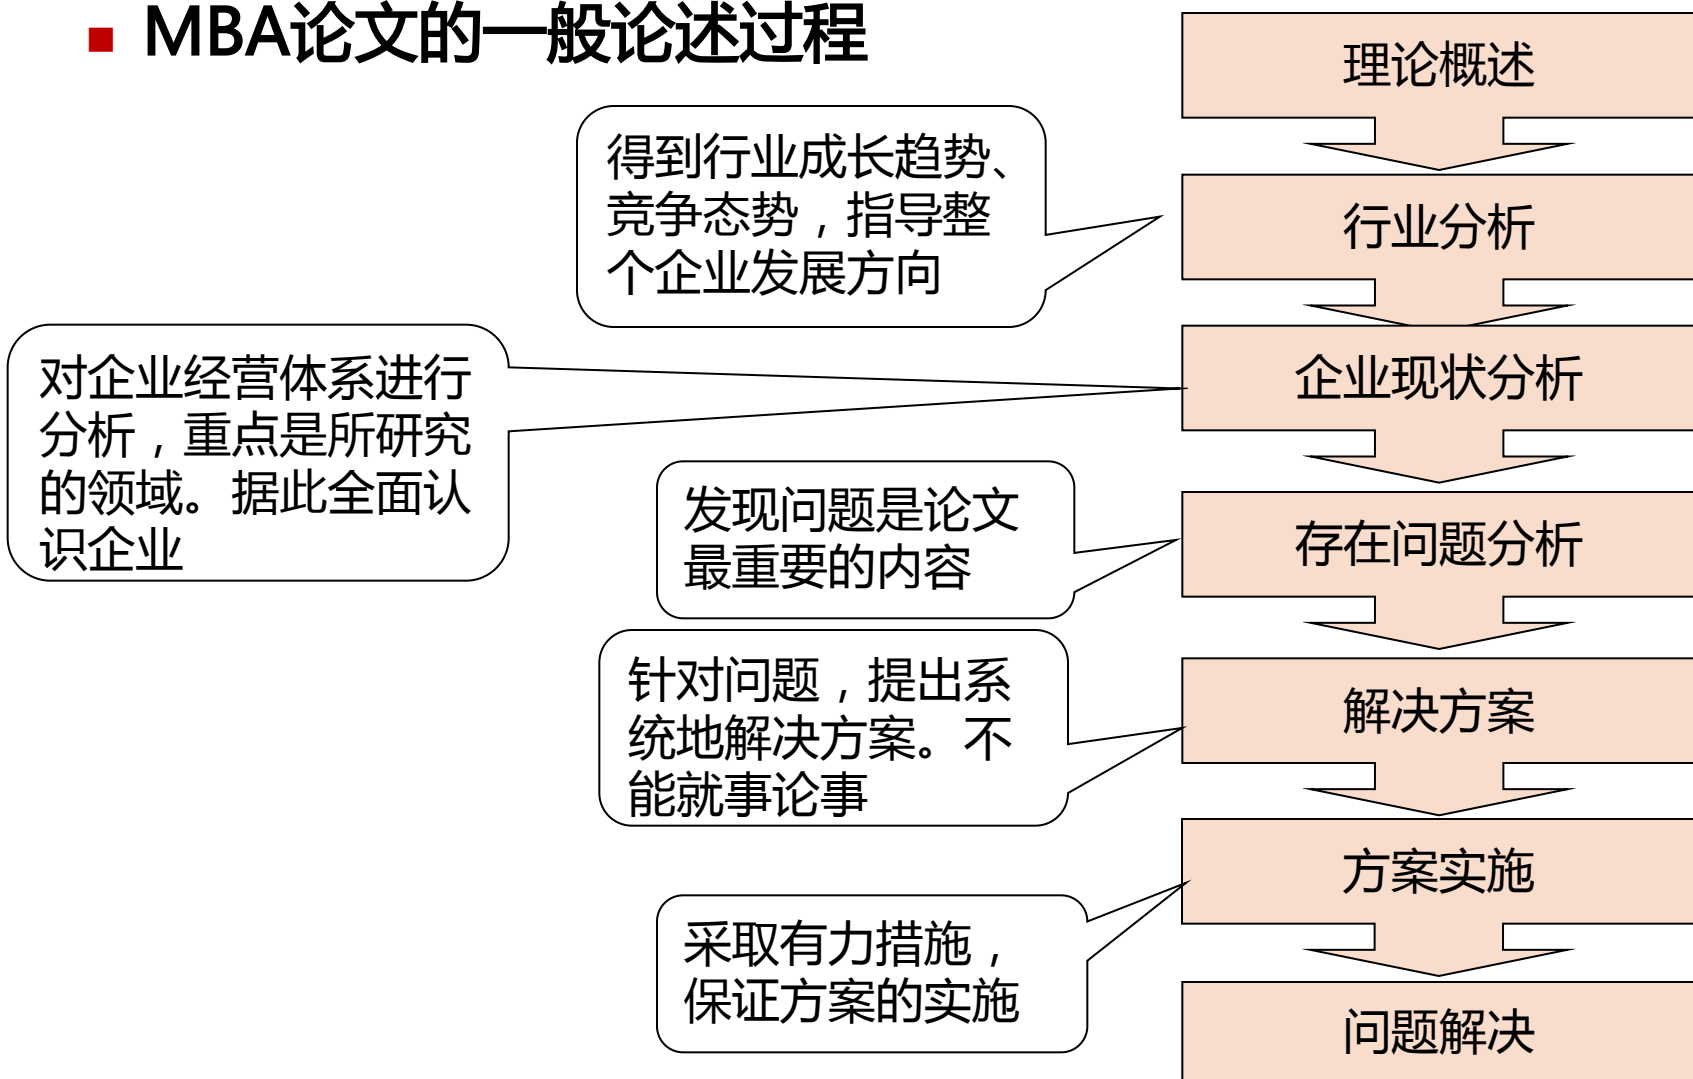 MBA论文的一般论述过程
理论概述
得到行业成长趋势、
竞争态势，指导整
个企业发展方向
行业分析
对企业经营体系进行
分析，重点是所研究
的领域。据此全面认
识企业
企业现状分析
发现问题是论文
最重要的内容
存在问题分析
针对问题，提出系
统地解决方案。不
能就事论事
解决方案
方案实施
采取有力措施，
保证方案的实施
问题解决